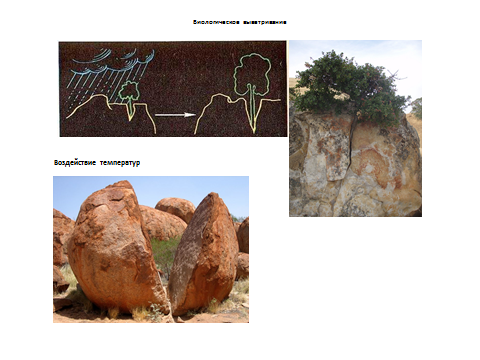 Биологическое выветривание
Воздействие температур